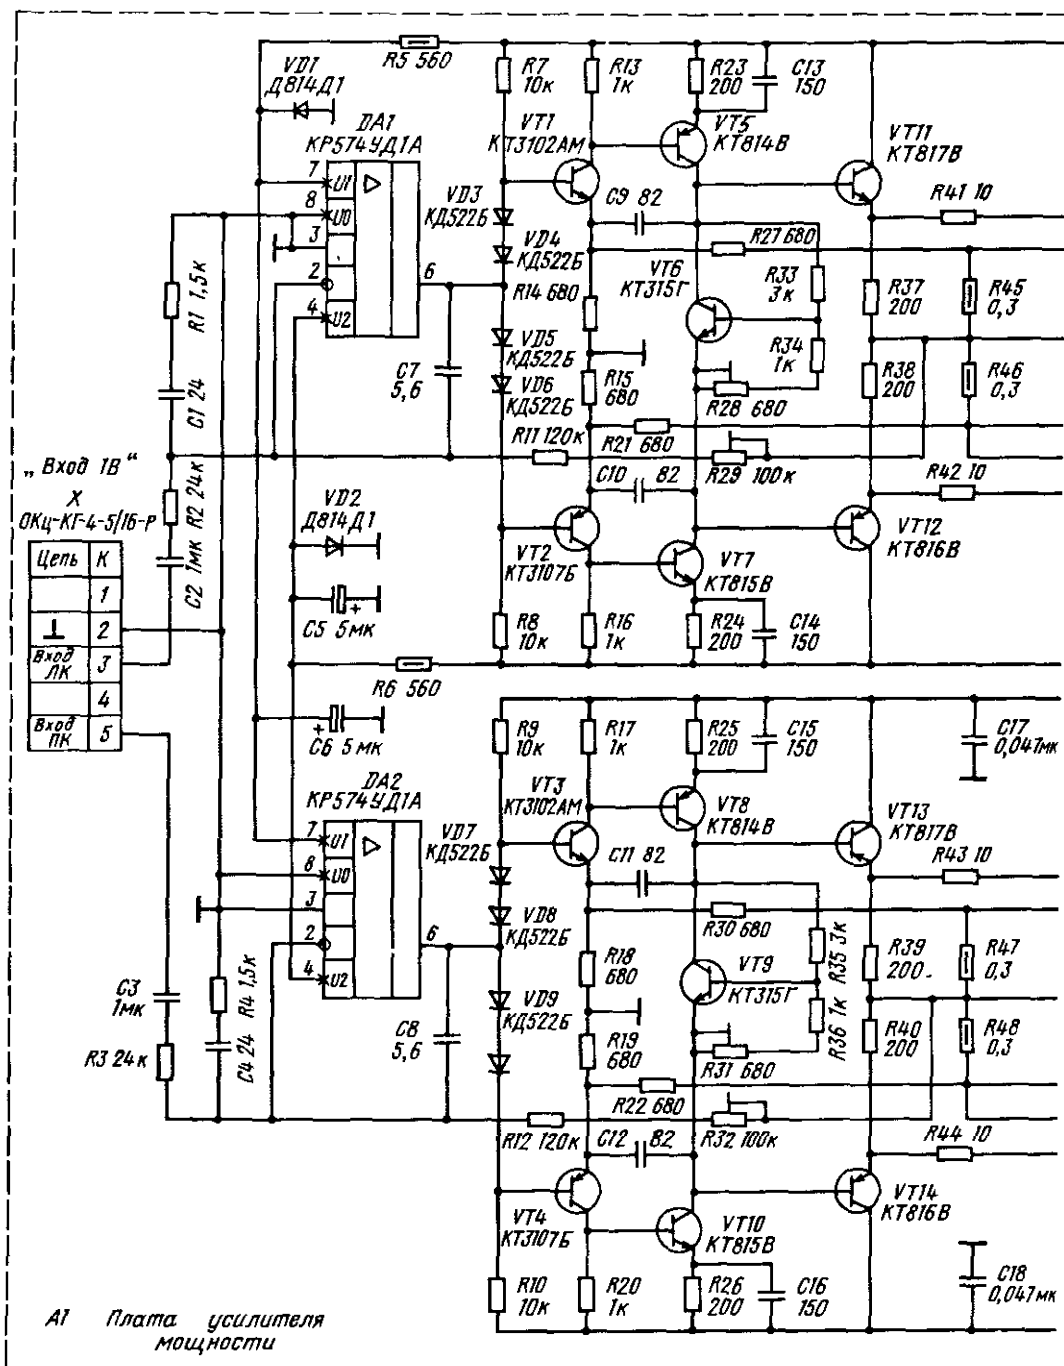 R5 560
VD1
Д814Д1
DA1
КР574УД1А
7
U1
8
U0
3
2
4
U2
6
R7
10к
R13
1к
R23
200
C13
150
VT1
КТ3102АМ
VT5
КТ814В
VT11
КТ817В
R41 10
VD3
КД522Б
C9 82
VD4
КД522Б
R27 680
R14 680
VT6
КТ315Г
R33
3к
R37
200
R45
0,3
R1 1,5к
C7
5,6
VD5
КД522Б
VD6
КД522Б
R15
680
R34
1к
R28 680
R38
200
R46
0,3
C1 24
R11 120к
R21 680
C10 82
R29 100к
R42 10
„Вход 1В“
X
ОКц-КГ-4-5/16-Р
R2 24к
C2 1мк
VD2
Д814Д1
VT2
КТ3107Б
VT7
КТ815В
VT12
КТ816В
Цепь К
1
⊥ 2
Вход ЛК 3
4
Вход ПК 5
+
C5 5мк
R8
10к
R16
1к
R24
200
C14
150
R6 560
+
C6 5мк
R9
10к
R17
1к
R25
200
C15
150
C17
0,047мк
DA2
КР574УД1А
7
U1
8
U0
3
2
4
U2
6
VD7
КД522Б
VT3
КТ3102АМ
VT8
КТ814В
VT13
КТ817В
C11 82
R43 10
VD8
КД522Б
R30 680
R18
680
VT9
КТ315Г
R35 3к
R39
200
R47
0,3
C3
1мк
R4 1,5к
VD9
КД522Б
C8
5,6
R19
680
R31 680
R36 1к
R40
200
R48
0,3
R3 24к
C4 24
R22 680
R12 120к
C12 82
R32 100к
R44 10
VT4
КТ3107Б
VT10
КТ815В
VT14
КТ816В
R10
10к
R20
1к
R26
200
C16
150
C18
0,047мк
А1 Плата усилителя
мощности